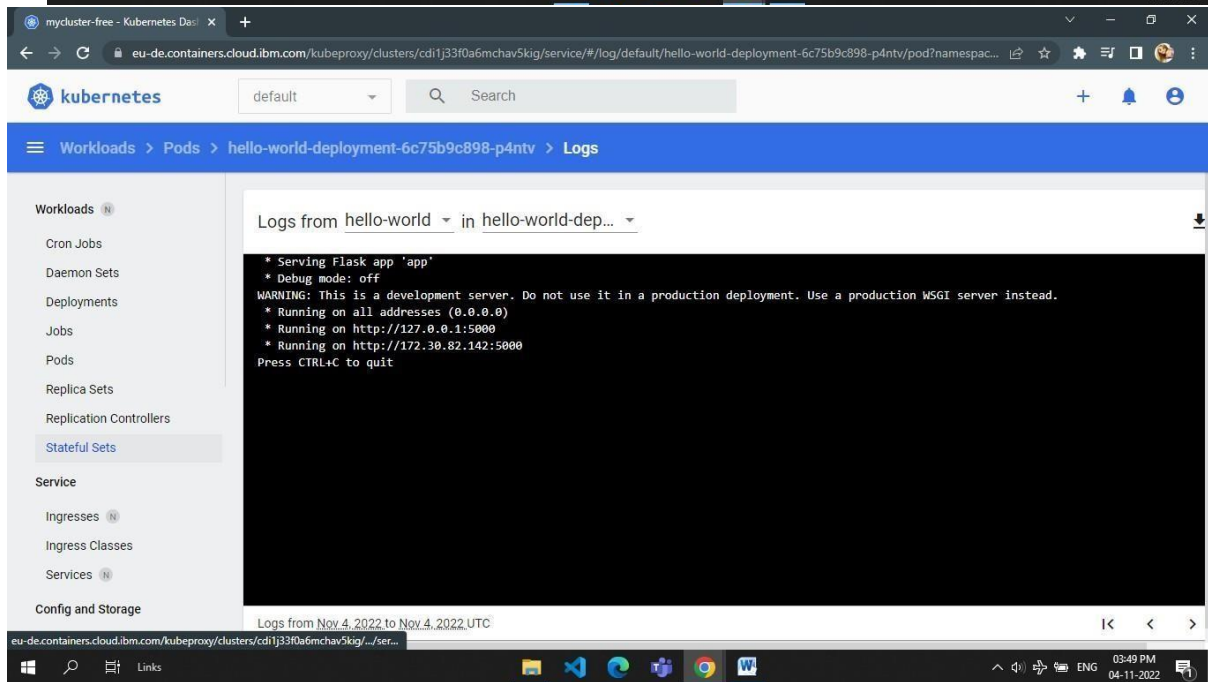 mycluster-free - Kubernetes Das
eu-de.containers.cloud.ibm.com/kubeproxy/clusters/cdi1j33f0a6mchav5kig/service/#/log/default/hello-world-deployment-6c75b9c898-p4ntv/pod?namespac...
kubernetes
default
Search
Workloads > Pods > hello-world-deployment-6c75b9c898-p4ntv > Logs
Workloads N
Cron Jobs
Daemon Sets
Deployments
Jobs
Pods
Replica Sets
Replication Controllers
Stateful Sets
Service
Ingresses N
Ingress Classes
Services N
Config and Storage
Logs from hello-world in hello-world-dep...
* Serving Flask app 'app'
* Debug mode: off
WARNING: This is a development server. Do not use it in a production deployment. Use a production WSGI server instead.
* Running on all addresses (0.0.0.0)
* Running on http://127.0.0.1:5000
* Running on http://172.30.82.142:5000
Press CTRL+C to quit
Logs from Nov 4, 2022 to Nov 4, 2022 UTC
eu-de.containers.cloud.ibm.com/kubeproxy/clusters/cdi1j33f0a6mchav5kig/.../ser...
Links
ENG
03:49 PM
04-11-2022
1